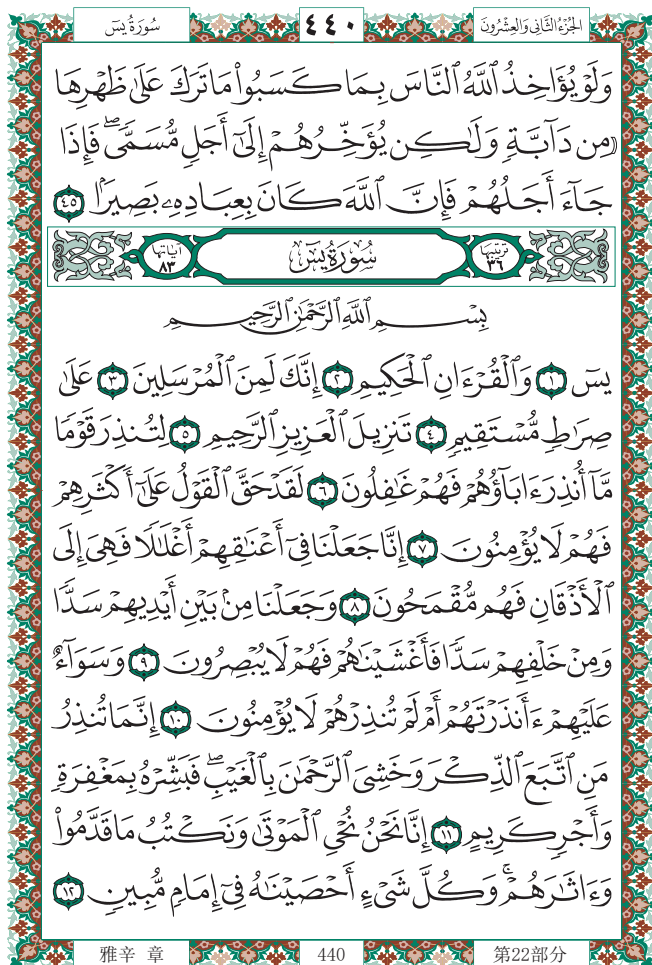 الجُزْءُ الثَّانِي وَالعِشْرُونَ ٤٤٠ سُورَةُ يسٓ
وَلَوْ يُؤَاخِذُ ٱللَّهُ ٱلنَّاسَ بِمَا كَسَبُوا۟ مَا تَرَكَ عَلَىٰ ظَهْرِهَا
مِن دَآبَّةٍ وَلَٰكِن يُؤَخِّرُهُمْ إِلَىٰٓ أَجَلٍ مُّسَمًّى ۖ فَإِذَا
جَآءَ أَجَلُهُمْ فَإِنَّ ٱللَّهَ كَانَ بِعِبَادِهِۦ بَصِيرًۢا ٤٥
ترتيبها ٣٦ سُورَةُ يسٓ آياتها ٨٣
بِسْمِ ٱللَّهِ ٱلرَّحْمَٰنِ ٱلرَّحِيمِ
يسٓ ١ وَٱلْقُرْءَانِ ٱلْحَكِيمِ ٢ إِنَّكَ لَمِنَ ٱلْمُرْسَلِينَ ٣ عَلَىٰ
صِرَٰطٍ مُّسْتَقِيمٍ ٤ تَنزِيلَ ٱلْعَزِيزِ ٱلرَّحِيمِ ٥ لِتُنذِرَ قَوْمًا
مَّآ أُنذِرَ ءَابَآؤُهُمْ فَهُمْ غَٰفِلُونَ ٦ لَقَدْ حَقَّ ٱلْقَوْلُ عَلَىٰٓ أَكْثَرِهِمْ
فَهُمْ لَا يُؤْمِنُونَ ٧ إِنَّا جَعَلْنَا فِىٓ أَعْنَٰقِهِمْ أَغْلَٰلًا فَهِىَ إِلَى
ٱلْأَذْقَانِ فَهُم مُّقْمَحُونَ ٨ وَجَعَلْنَا مِنۢ بَيْنِ أَيْدِيهِمْ سَدًّا
وَمِنْ خَلْفِهِمْ سَدًّا فَأَغْشَيْنَٰهُمْ فَهُمْ لَا يُبْصِرُونَ ٩ وَسَوَآءٌ
عَلَيْهِمْ ءَأَنذَرْتَهُمْ أَمْ لَمْ تُنذِرْهُمْ لَا يُؤْمِنُونَ ١٠ إِنَّمَا تُنذِرُ
مَنِ ٱتَّبَعَ ٱلذِّكْرَ وَخَشِىَ ٱلرَّحْمَٰنَ بِٱلْغَيْبِ ۖ فَبَشِّرْهُ بِمَغْفِرَةٍ
وَأَجْرٍ كَرِيمٍ ١١ إِنَّا نَحْنُ نُحْىِ ٱلْمَوْتَىٰ وَنَكْتُبُ مَا قَدَّمُوا۟
وَءَاثَٰرَهُمْ ۚ وَكُلَّ شَىْءٍ أَحْصَيْنَٰهُ فِىٓ إِمَامٍ مُّبِينٍ ١٢
雅辛 章 440 第22部分